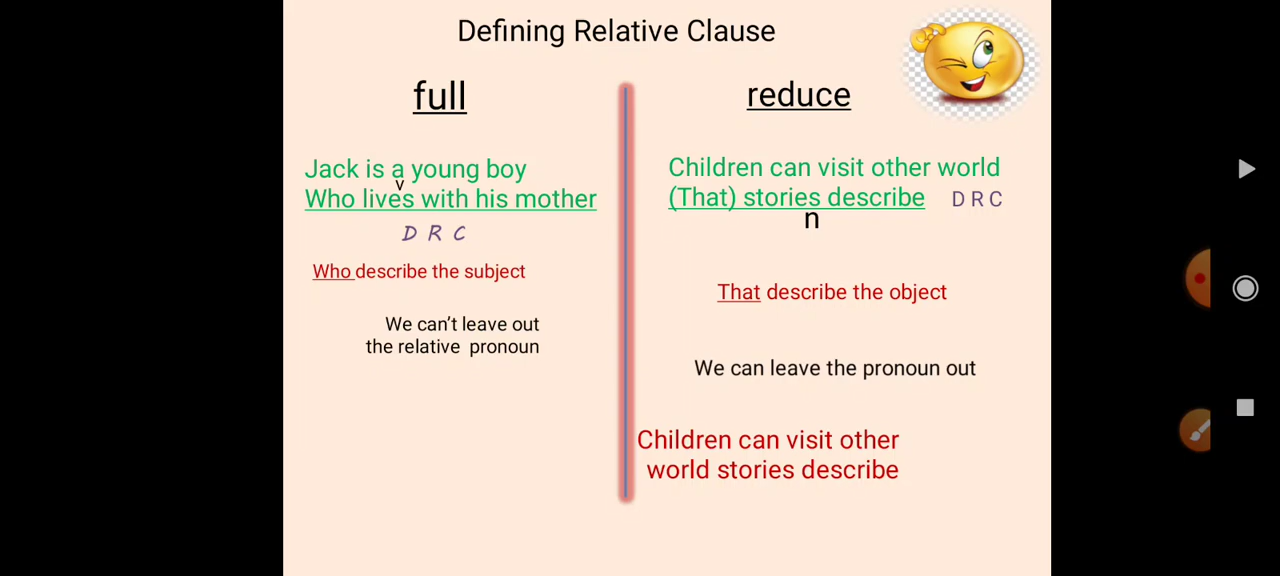 Defining Relative Clause
full
Jack is a young boy
v
Who lives with his mother
D R C
Who describe the subject
We can't leave out
the relative pronoun
reduce
Children can visit other world
(That) stories describe D R C
n
That describe the object
We can leave the pronoun out
Children can visit other
world stories describe